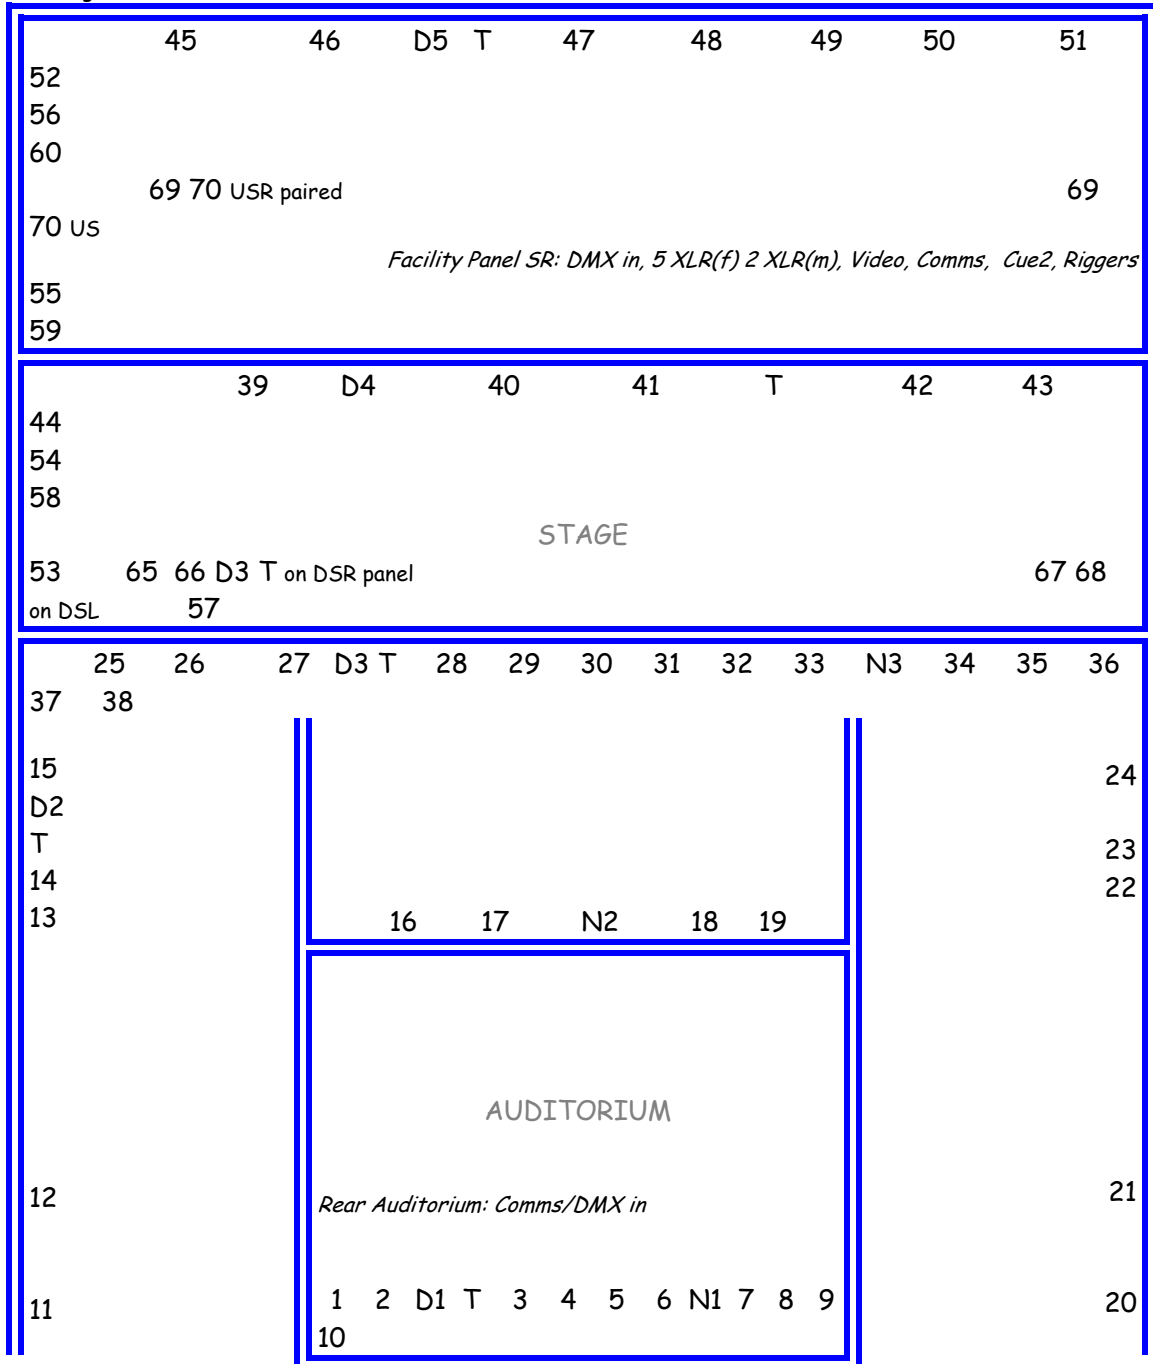 45 46 D5 T 47 48 49 50 51
52
56
60
69 70 USR paired 69
70 US
Facility Panel SR: DMX in, 5 XLR(f) 2 XLR(m), Video, Comms, Cue2, Riggers
55
59
39 D4 40 41 T 42 43
44
54
58
STAGE
53 65 66 D3 T on DSR panel 67 68
on DSL 57
25 26 27 D3 T 28 29 30 31 32 33 N3 34 35 36
37 38
15
24
D2
T
23
14
22
13
16 17 N2 18 19
AUDITORIUM
12
21
Rear Auditorium: Comms/DMX in
1 2 D1 T 3 4 5 6 N1 7 8 9
11
20
10